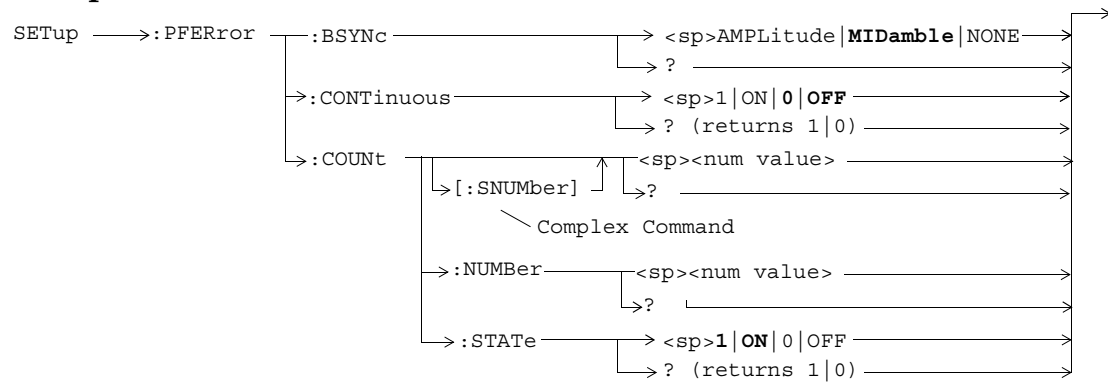 SETup :PFERror :BSYNc <sp>AMPLitude|MIDamble|NONE
?
:CONTinuous <sp>1|ON|0|OFF
? (returns 1|0)
:COUNt <sp><num value>
[:SNUMber] ?
Complex Command
:NUMBer <sp><num value>
?
:STATe <sp>1|ON|0|OFF
? (returns 1|0)